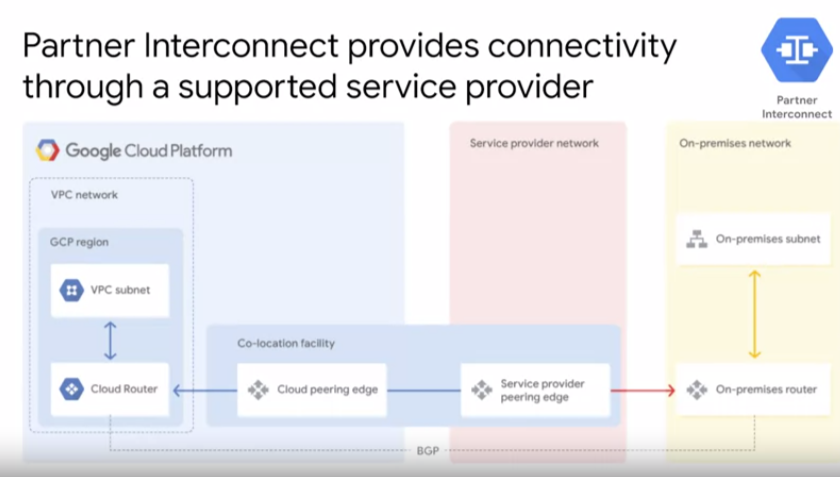 Partner Interconnect provides connectivity
through a supported service provider
Partner
Interconnect
Google Cloud Platform
Service provider network
On-premises network
VPC network
GCP region
On-premises subnet
VPC subnet
Co-location facility
Cloud Router
Cloud peering edge
Service provider
peering edge
On-premises router
BGP